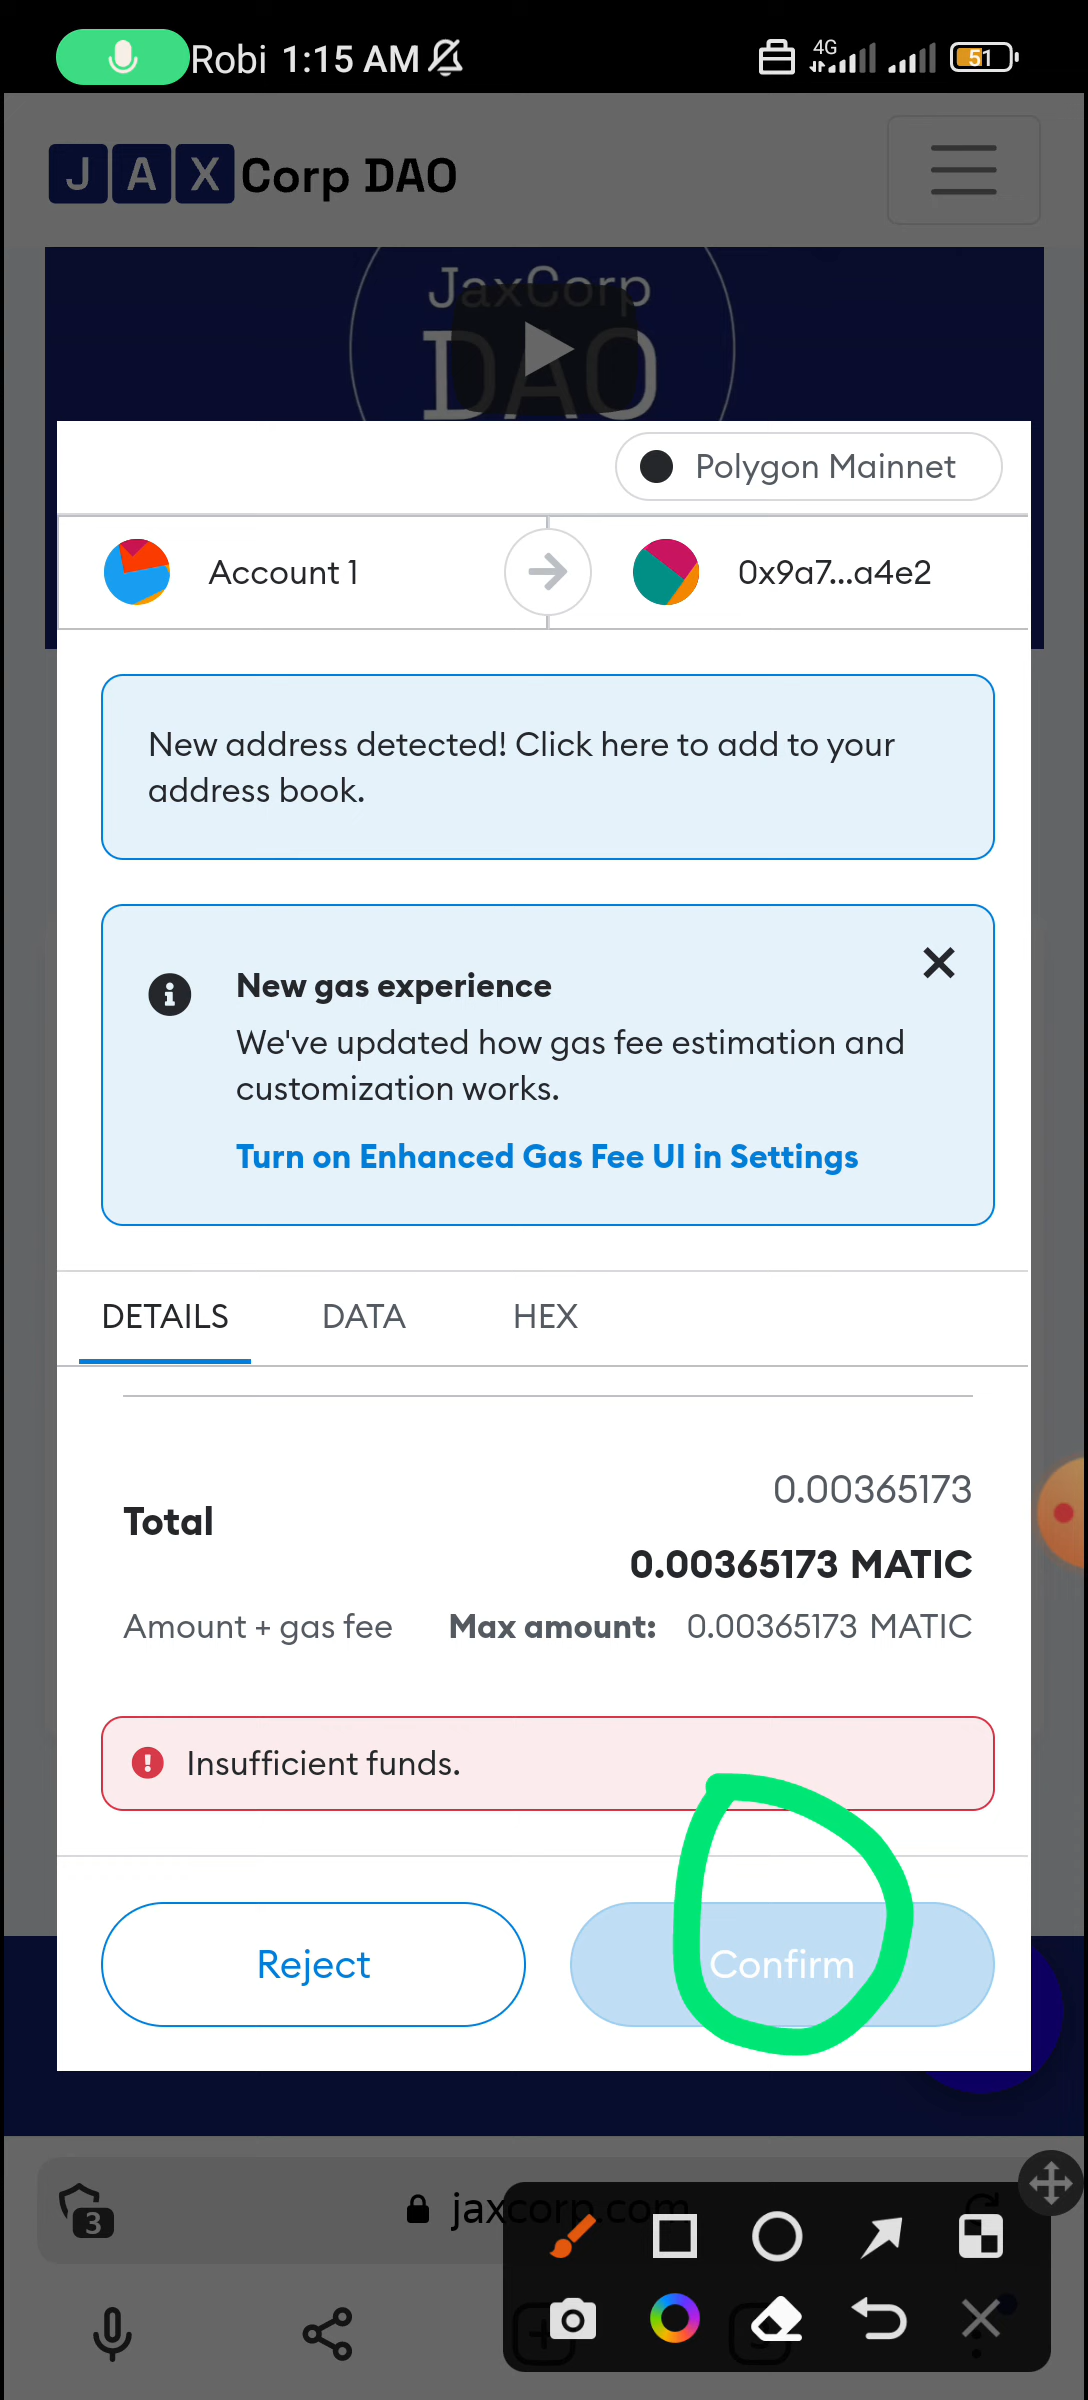 Robi 1:15 AM
4G
51
JAX Corp DAO
JaxCorp
DAO
Polygon Mainnet
Account 1
0x9a7...a4e2
New address detected! Click here to add to your
address book.
New gas experience
We've updated how gas fee estimation and
customization works.
Turn on Enhanced Gas Fee UI in Settings
DETAILS DATA HEX
0.00365173
Total
0.00365173 MATIC
Amount + gas fee Max amount: 0.00365173 MATIC
Insufficient funds.
Reject Confirm
3
jaxcorp.com